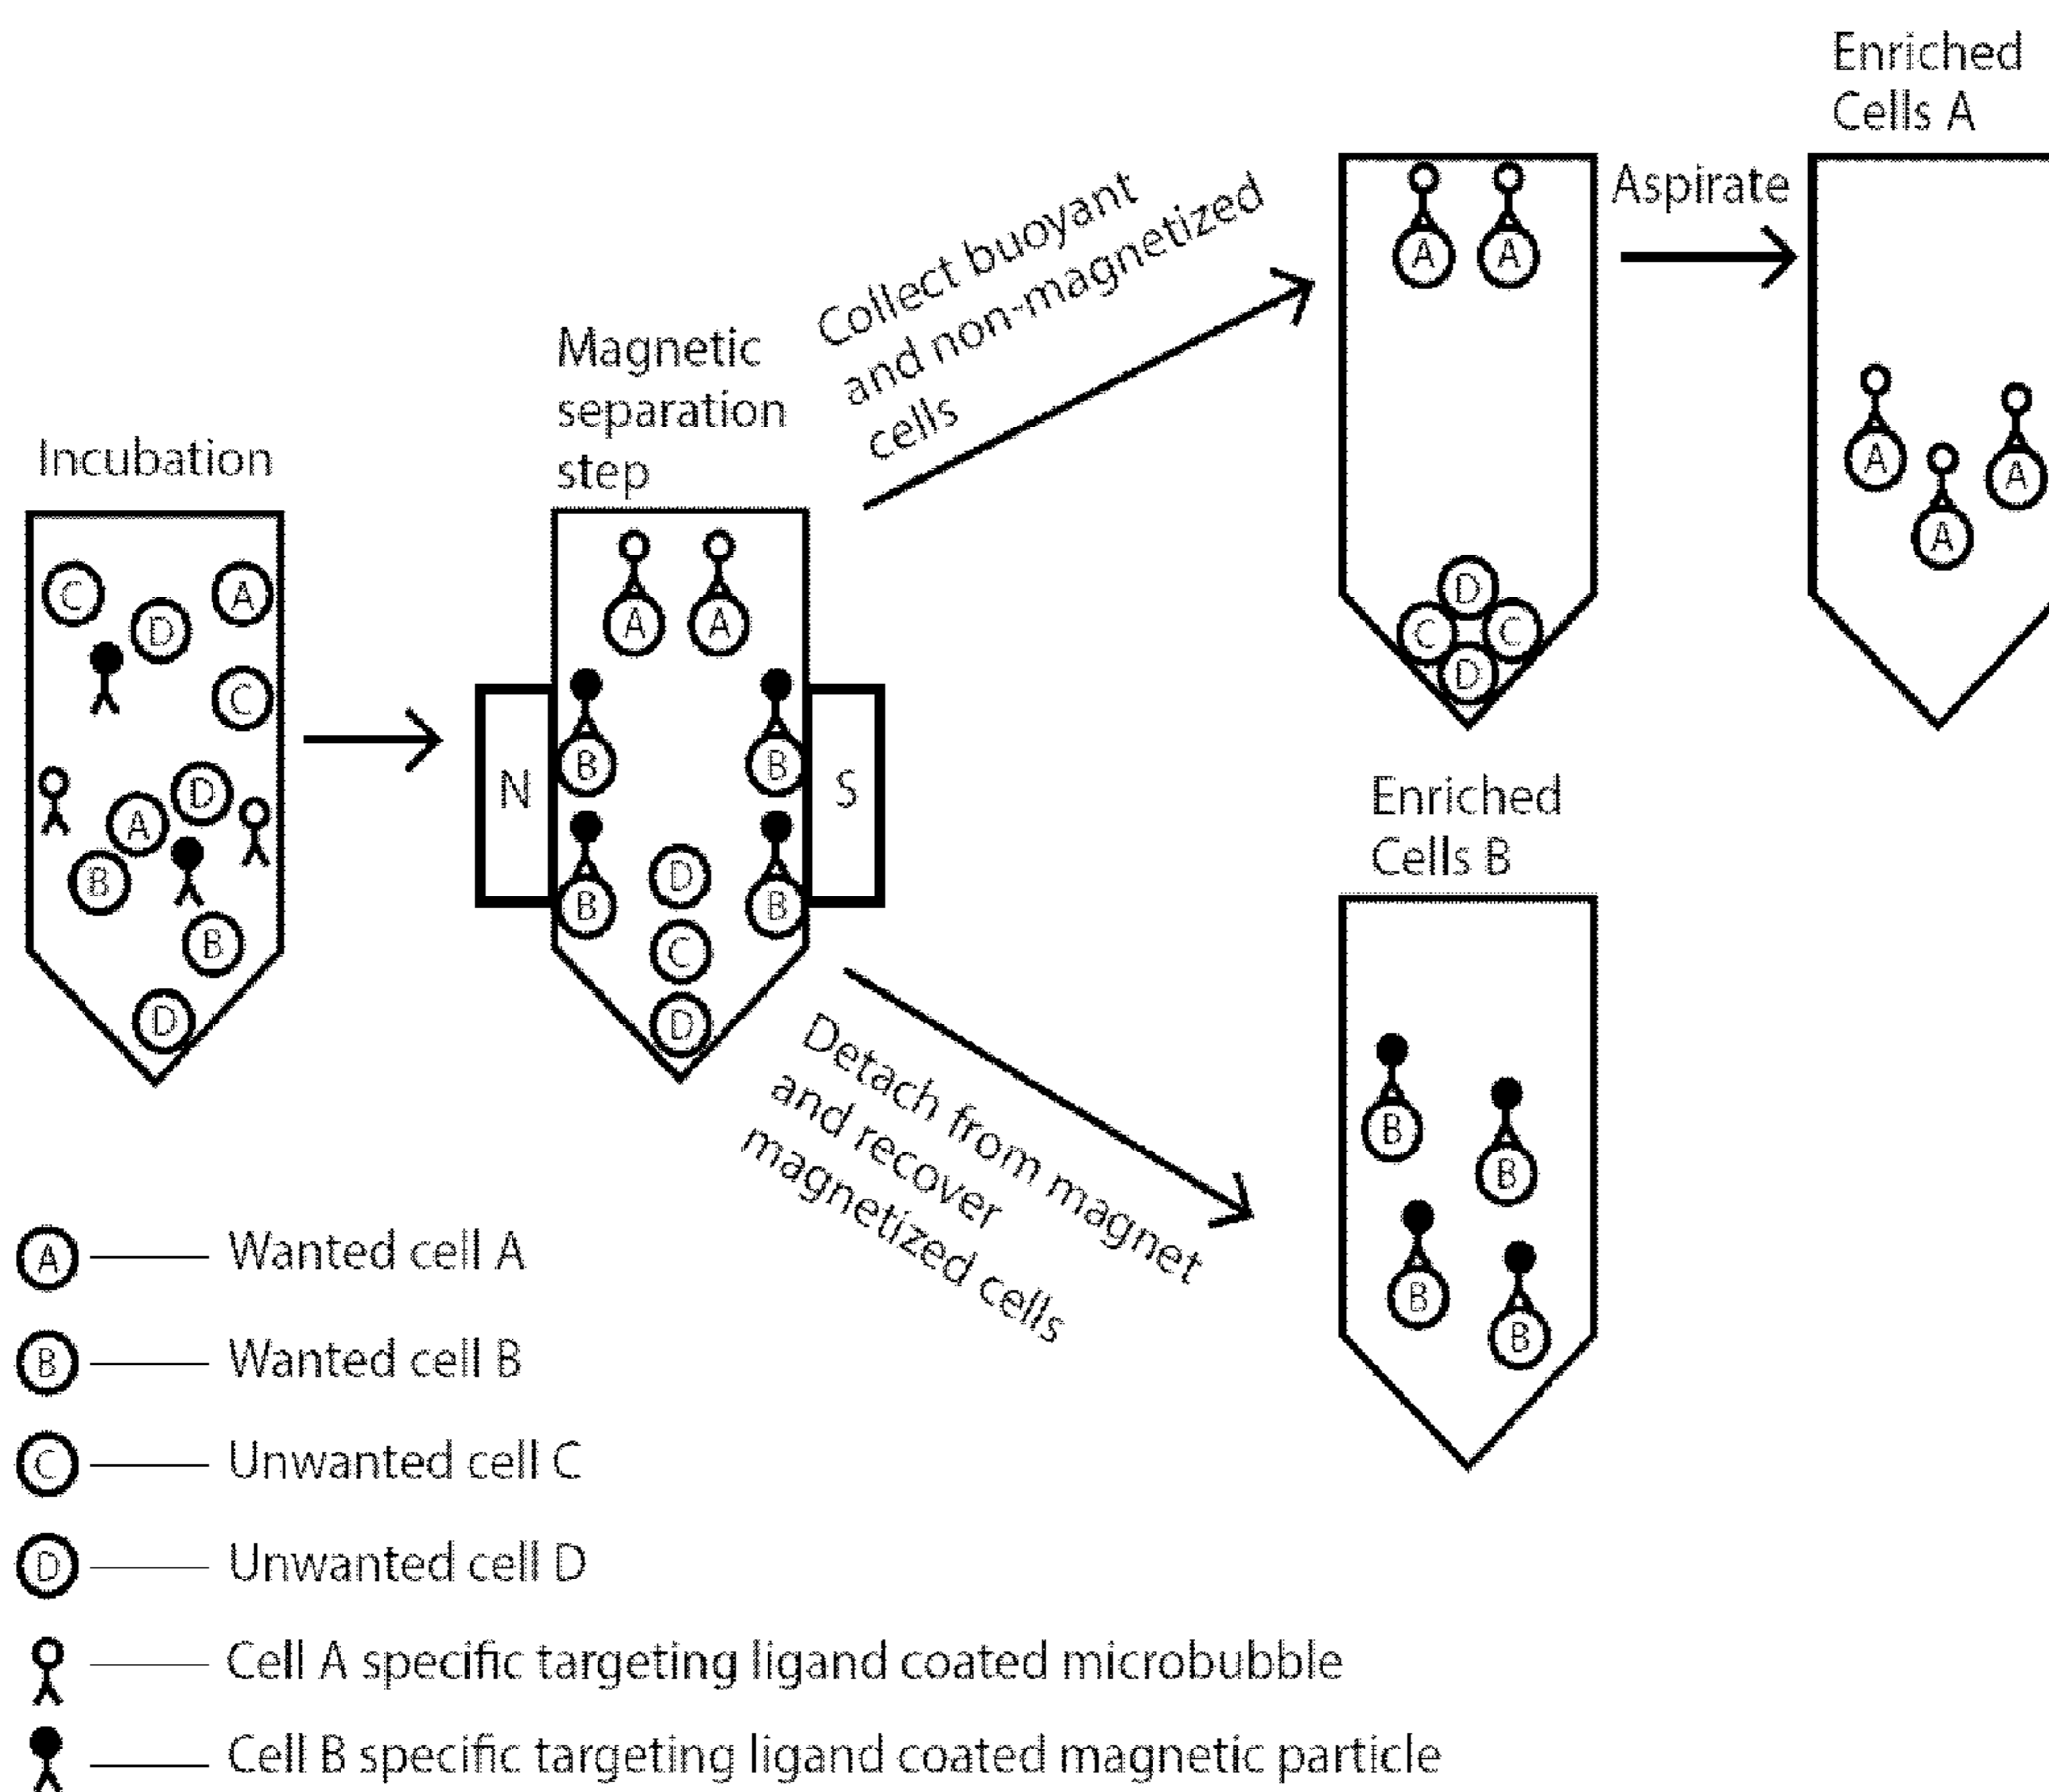 Enriched
Cells A
Aspirate
A A
D
C C
D
A A A
Collect buoyant
and non-magnetized
cells
Magnetic
separation
step
A A
N
B B
S
B B
D
C
D
Incubation
C
D
A
C
D
A
B
B
D
Enriched
Cells B
B
B
B
B
Detach from magnet
and recover
magnetized cells
A Wanted cell A
B Wanted cell B
C Unwanted cell C
D Unwanted cell D
Cell A specific targeting ligand coated microbubble
Cell B specific targeting ligand coated magnetic particle